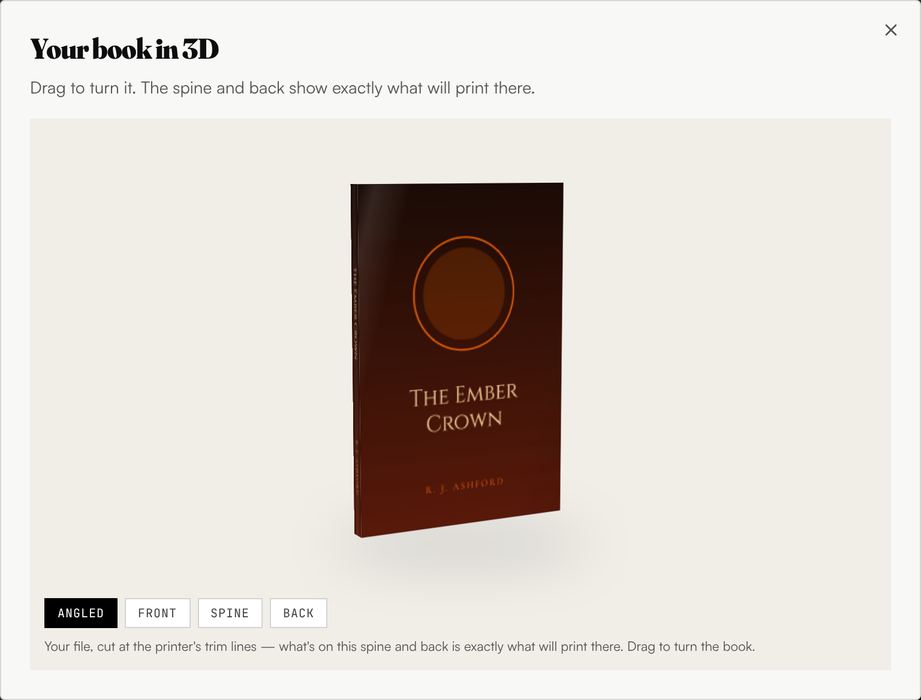 Your book in 3D
Drag to turn it. The spine and back show exactly what will print there.
THE EMBER CROWN
THE EMBER
CROWN
R. J. ASHFORD
ANGLED
FRONT
SPINE
BACK
Your file, cut at the printer's trim lines — what's on this spine and back is exactly what will print there. Drag to turn the book.